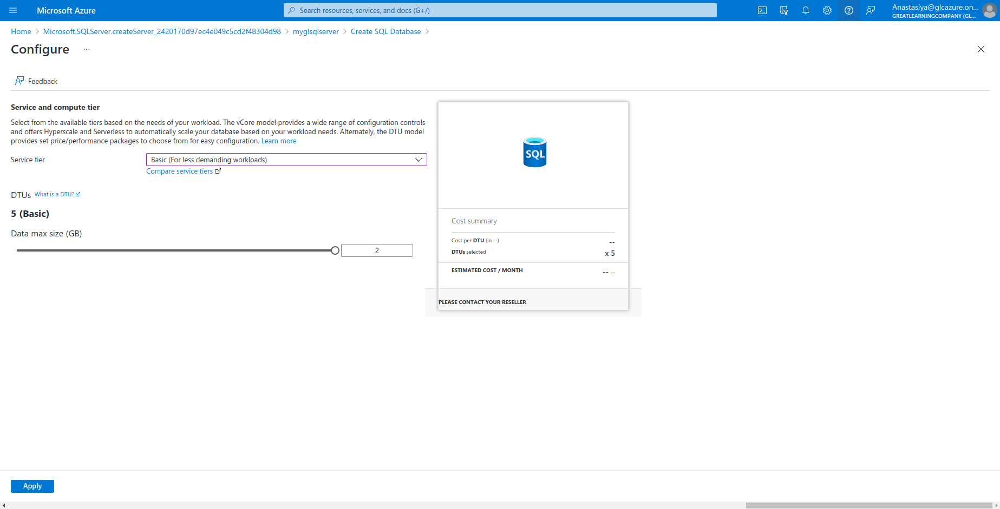 Microsoft Azure
Search resources, services, and docs (G+/)
Anastasiya@glcazure.on...
GREATLEARNINGCOMPANY (GL...
Home > Microsoft.SQLServer.createServer_2420170d97ec4e049c5cd2f48304d98 > myglsqlserver > Create SQL Database >
Configure ...
Feedback
Service and compute tier
Select from the available tiers based on the needs of your workload. The vCore model provides a wide range of configuration controls
and offers Hyperscale and Serverless to automatically scale your database based on your workload needs. Alternately, the DTU model
provides set price/performance packages to choose from for easy configuration. Learn more
Service tier
Basic (For less demanding workloads)
Compare service tiers
DTUs What is a DTU?
5 (Basic)
Data max size (GB)
2
SQL
Cost summary
Cost per DTU (in --) --
DTUs selected x 5
ESTIMATED COST / MONTH -- --
PLEASE CONTACT YOUR RESELLER
Apply